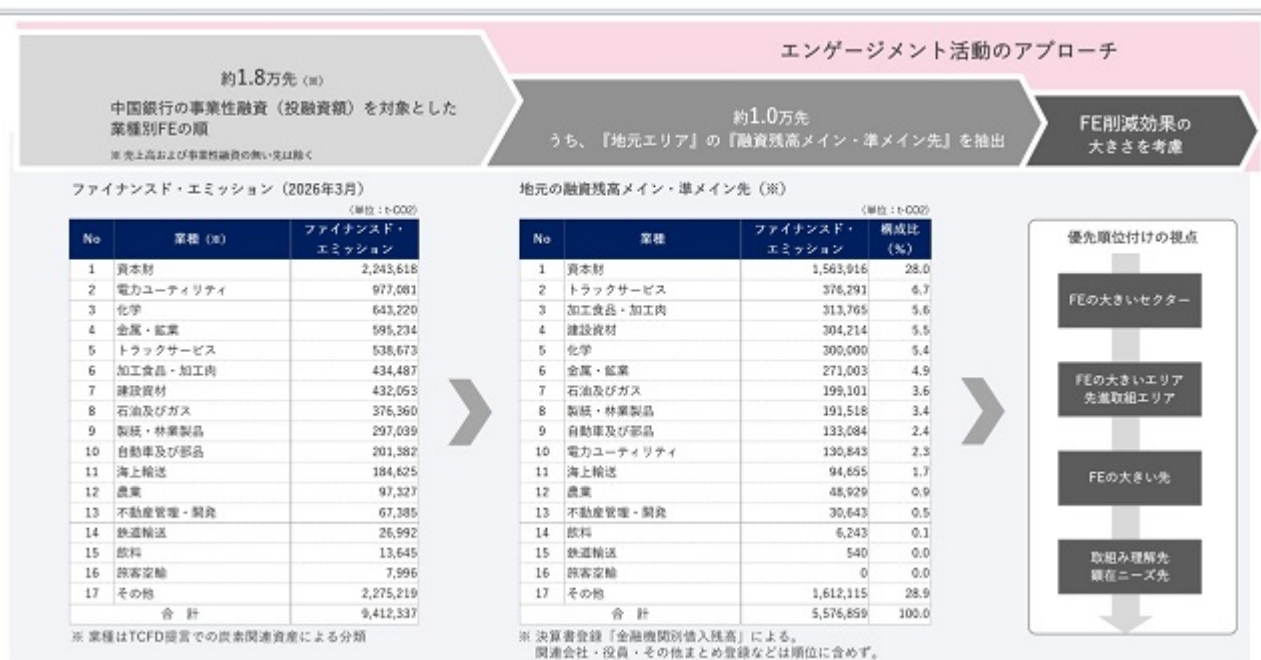 エンゲージメント活動のアプローチ
約1.8万先(※)
中国銀行の事業性融資（投融資額）を対象とした
業種別FEの順
※ 売上高および事業性融資の無い先は除く
約1.0万先
うち、『地元エリア』の『融資残高メイン・準メイン先』を抽出
FE削減効果の
大きさを考慮
ファイナンスド・エミッション（2026年3月）
（単位：t-CO2）
No 業種（※） ファイナンスド・
エミッション
1 資本財 2,243,618
2 電力ユーティリティ 977,081
3 化学 643,220
4 金属・鉱業 595,234
5 トラックサービス 538,673
6 加工食品・加工肉 434,487
7 建設資材 432,053
8 石油及びガス 376,360
9 製紙・林業製品 297,039
10 自動車及び部品 201,382
11 海上輸送 184,625
12 農業 97,327
13 不動産管理・開発 67,385
14 鉄道輸送 26,992
15 飲料 13,645
16 旅客空輸 7,996
17 その他 2,275,219
合 計 9,412,337
※ 業種はTCFD提言での炭素関連資産による分類
地元の融資残高メイン・準メイン先（※）
（単位：t-CO2）
No 業種 ファイナンスド・ 構成比
エミッション （%）
1 資本財 1,563,916 28.0
2 トラックサービス 376,291 6.7
3 加工食品・加工肉 313,765 5.6
4 建設資材 304,214 5.5
5 化学 300,000 5.4
6 金属・鉱業 271,003 4.9
7 石油及びガス 199,101 3.6
8 製紙・林業製品 191,518 3.4
9 自動車及び部品 133,084 2.4
10 電力ユーティリティ 130,843 2.3
11 海上輸送 94,655 1.7
12 農業 48,929 0.9
13 不動産管理・開発 30,643 0.5
14 飲料 6,243 0.1
15 鉄道輸送 540 0.0
16 旅客空輸 0 0.0
17 その他 1,612,115 28.9
合 計 5,576,859 100.0
※ 決算書登録「金融機関別借入残高」による。
関連会社・役員・その他まとめ登録などは順位に含めず。
優先順位付けの視点
FEの大きいセクター
FEの大きいエリア
先進取組エリア
FEの大きい先
取組み理解先
顕在ニーズ先